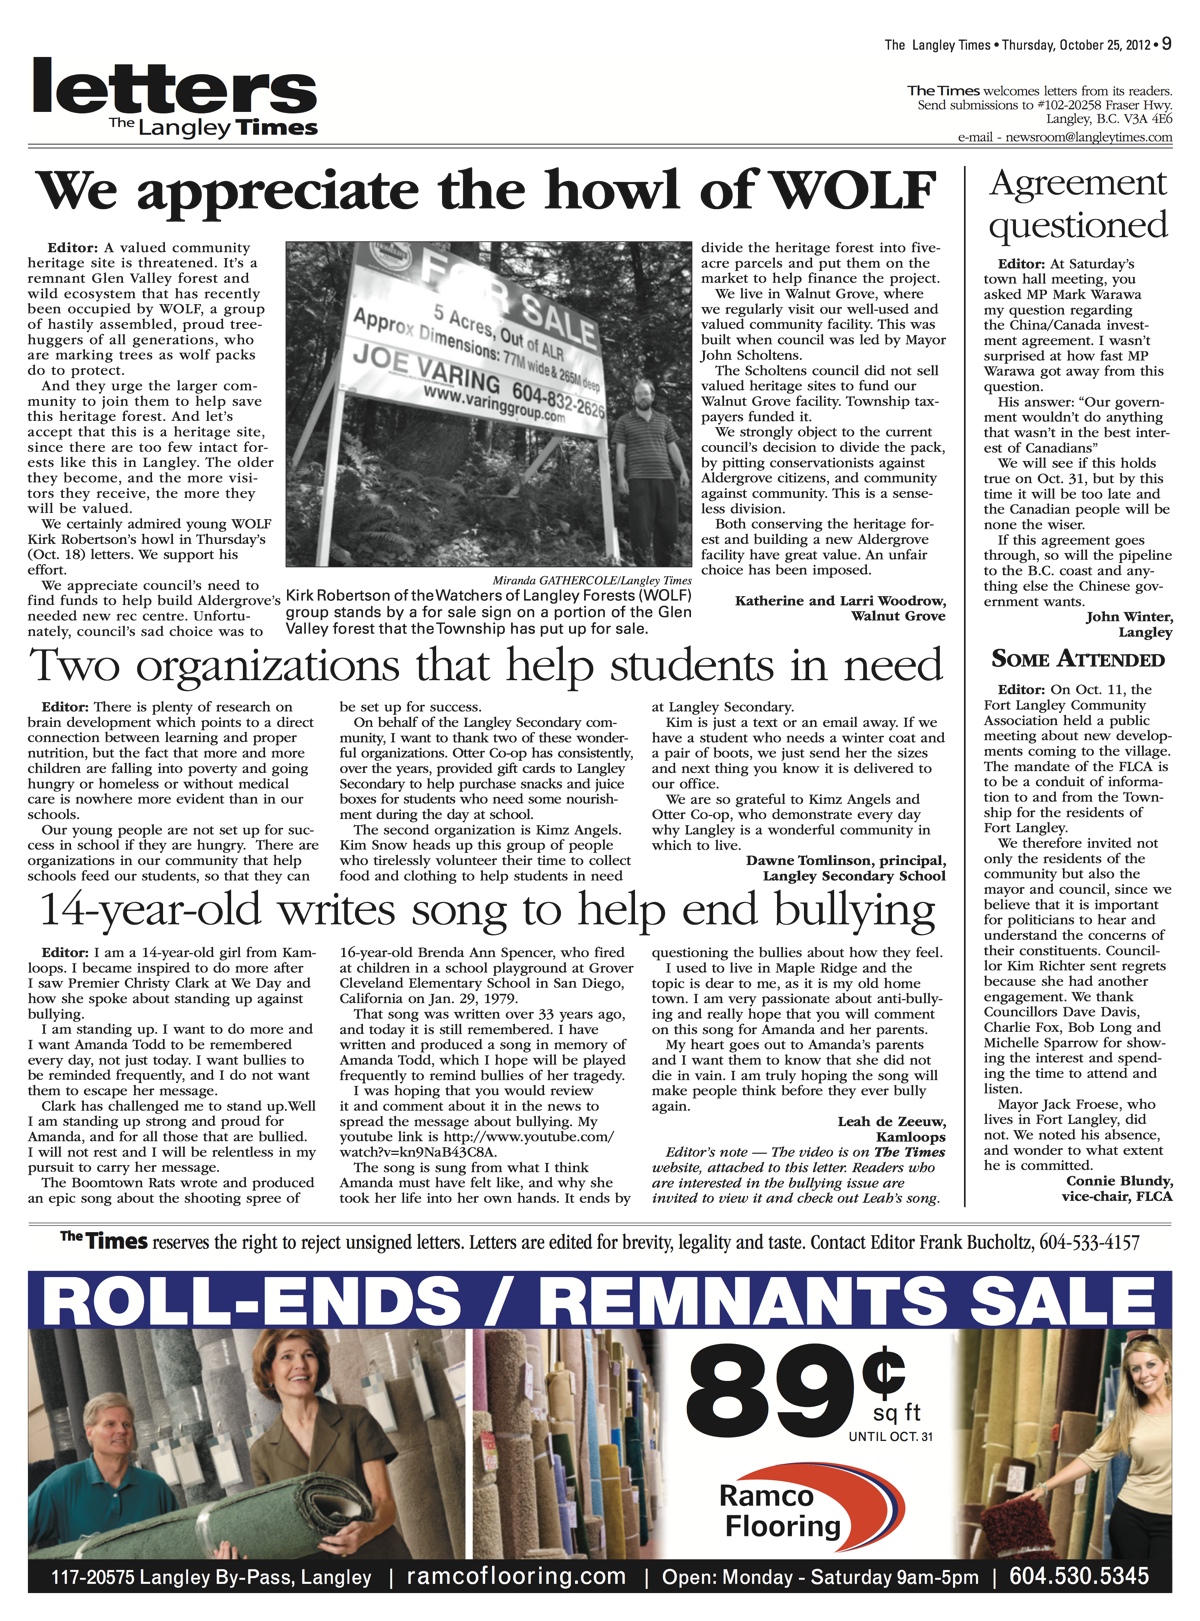 The Langley Times • Thursday, October 25, 2012 • 9
letters
The Langley Times
The Times welcomes letters from its readers.
Send submissions to #102-20258 Fraser Hwy.
Langley, B.C. V3A 4E6
e-mail - newsroom@langleytimes.com
We appreciate the howl of WOLF
Editor: A valued community
heritage site is threatened. It's a
remnant Glen Valley forest and
wild ecosystem that has recently
been occupied by WOLF, a group
of hastily assembled, proud tree-
huggers of all generations, who
are marking trees as wolf packs
do to protect.
And they urge the larger com-
munity to join them to help save
this heritage forest. And let's
accept that this is a heritage site,
since there are too few intact for-
ests like this in Langley. The older
they become, and the more visi-
tors they receive, the more they
will be valued.
We certainly admired young WOLF
Kirk Robertson's howl in Thursday's
(Oct. 18) letters. We support his
effort.
We appreciate council's need to
find funds to help build Aldergrove's
needed new rec centre. Unfortu-
nately, council's sad choice was to
FOR SALE
5 Acres, Out of ALR
Approx Dimensions: 77M wide & 265M deep
JOE VARING 604-832-2626
www.varinggroup.com
Miranda GATHERCOLE/Langley Times
Kirk Robertson of the Watchers of Langley Forests (WOLF)
group stands by a for sale sign on a portion of the Glen
Valley forest that the Township has put up for sale.
divide the heritage forest into five-
acre parcels and put them on the
market to help finance the project.
We live in Walnut Grove, where
we regularly visit our well-used and
valued community facility. This was
built when council was led by Mayor
John Scholtens.
The Scholtens council did not sell
valued heritage sites to fund our
Walnut Grove facility. Township tax-
payers funded it.
We strongly object to the current
council's decision to divide the pack,
by pitting conservationists against
Aldergrove citizens, and community
against community. This is a sense-
less division.
Both conserving the heritage for-
est and building a new Aldergrove
facility have great value. An unfair
choice has been imposed.
Katherine and Larri Woodrow,
Walnut Grove
Two organizations that help students in need
Editor: There is plenty of research on
brain development which points to a direct
connection between learning and proper
nutrition, but the fact that more and more
children are falling into poverty and going
hungry or homeless or without medical
care is nowhere more evident than in our
schools.
Our young people are not set up for suc-
cess in school if they are hungry. There are
organizations in our community that help
schools feed our students, so that they can
be set up for success.
On behalf of the Langley Secondary com-
munity, I want to thank two of these wonder-
ful organizations. Otter Co-op has consistently,
over the years, provided gift cards to Langley
Secondary to help purchase snacks and juice
boxes for students who need some nourish-
ment during the day at school.
The second organization is Kimz Angels.
Kim Snow heads up this group of people
who tirelessly volunteer their time to collect
food and clothing to help students in need
at Langley Secondary.
Kim is just a text or an email away. If we
have a student who needs a winter coat and
a pair of boots, we just send her the sizes
and next thing you know it is delivered to
our office.
We are so grateful to Kimz Angels and
Otter Co-op, who demonstrate every day
why Langley is a wonderful community in
which to live.
Dawne Tomlinson, principal,
Langley Secondary School
14-year-old writes song to help end bullying
Editor: I am a 14-year-old girl from Kam-
loops. I became inspired to do more after
I saw Premier Christy Clark at We Day and
how she spoke about standing up against
bullying.
I am standing up. I want to do more and
I want Amanda Todd to be remembered
every day, not just today. I want bullies to
be reminded frequently, and I do not want
them to escape her message.
Clark has challenged me to stand up.Well
I am standing up strong and proud for
Amanda, and for all those that are bullied.
I will not rest and I will be relentless in my
pursuit to carry her message.
The Boomtown Rats wrote and produced
an epic song about the shooting spree of
16-year-old Brenda Ann Spencer, who fired
at children in a school playground at Grover
Cleveland Elementary School in San Diego,
California on Jan. 29, 1979.
That song was written over 33 years ago,
and today it is still remembered. I have
written and produced a song in memory of
Amanda Todd, which I hope will be played
frequently to remind bullies of her tragedy.
I was hoping that you would review
it and comment about it in the news to
spread the message about bullying. My
youtube link is http://www.youtube.com/
watch?v=kn9NaB43C8A.
The song is sung from what I think
Amanda must have felt like, and why she
took her life into her own hands. It ends by
questioning the bullies about how they feel.
I used to live in Maple Ridge and the
topic is dear to me, as it is my old home
town. I am very passionate about anti-bully-
ing and really hope that you will comment
on this song for Amanda and her parents.
My heart goes out to Amanda's parents
and I want them to know that she did not
die in vain. I am truly hoping the song will
make people think before they ever bully
again.
Leah de Zeeuw,
Kamloops
Editor's note — The video is on The Times
website, attached to this letter. Readers who
are interested in the bullying issue are
invited to view it and check out Leah's song.
Agreement
questioned
Editor: At Saturday's
town hall meeting, you
asked MP Mark Warawa
my question regarding
the China/Canada invest-
ment agreement. I wasn't
surprised at how fast MP
Warawa got away from this
question.
His answer: “Our govern-
ment wouldn't do anything
that wasn't in the best inter-
est of Canadians”
We will see if this holds
true on Oct. 31, but by this
time it will be too late and
the Canadian people will be
none the wiser.
If this agreement goes
through, so will the pipeline
to the B.C. coast and any-
thing else the Chinese gov-
ernment wants.
John Winter,
Langley
SOME ATTENDED
Editor: On Oct. 11, the
Fort Langley Community
Association held a public
meeting about new develop-
ments coming to the village.
The mandate of the FLCA is
to be a conduit of informa-
tion to and from the Town-
ship for the residents of
Fort Langley.
We therefore invited not
only the residents of the
community but also the
mayor and council, since we
believe that it is important
for politicians to hear and
understand the concerns of
their constituents. Council-
lor Kim Richter sent regrets
because she had another
engagement. We thank
Councillors Dave Davis,
Charlie Fox, Bob Long and
Michelle Sparrow for show-
ing the interest and spend-
ing the time to attend and
listen.
Mayor Jack Froese, who
lives in Fort Langley, did
not. We noted his absence,
and wonder to what extent
he is committed.
Connie Blundy,
vice-chair, FLCA
The Times reserves the right to reject unsigned letters. Letters are edited for brevity, legality and taste. Contact Editor Frank Bucholtz, 604-533-4157
ROLL-ENDS / REMNANTS SALE
89¢
sq ft
UNTIL OCT. 31
Ramco
Flooring
117-20575 Langley By-Pass, Langley | ramcoflooring.com | Open: Monday - Saturday 9am-5pm | 604.530.5345